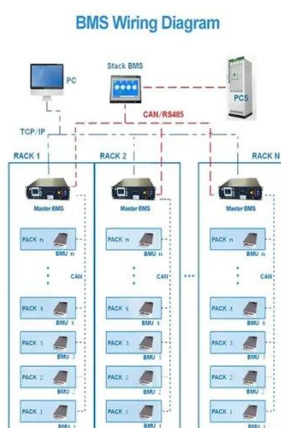 BMS Wiring Diagram
Stack BMS
PC
PCS
CAN/RS485
TCP/IP
RACK 1
RACK 2
RACK N
Master BMS
Master BMS
Master BMS
PACK n
PACK n
PACK n
BMU n
BMU n
BMU n
CAN
CAN
CAN
PACK 4
PACK 4
PACK 4
BMU 4
BMU 4
BMU 4
PACK 3
PACK 3
PACK 3
BMU 3
BMU 3
BMU 3
PACK 2
PACK 2
PACK 2
BMU 2
BMU 2
BMU 2
PACK 1
PACK 1
PACK 1